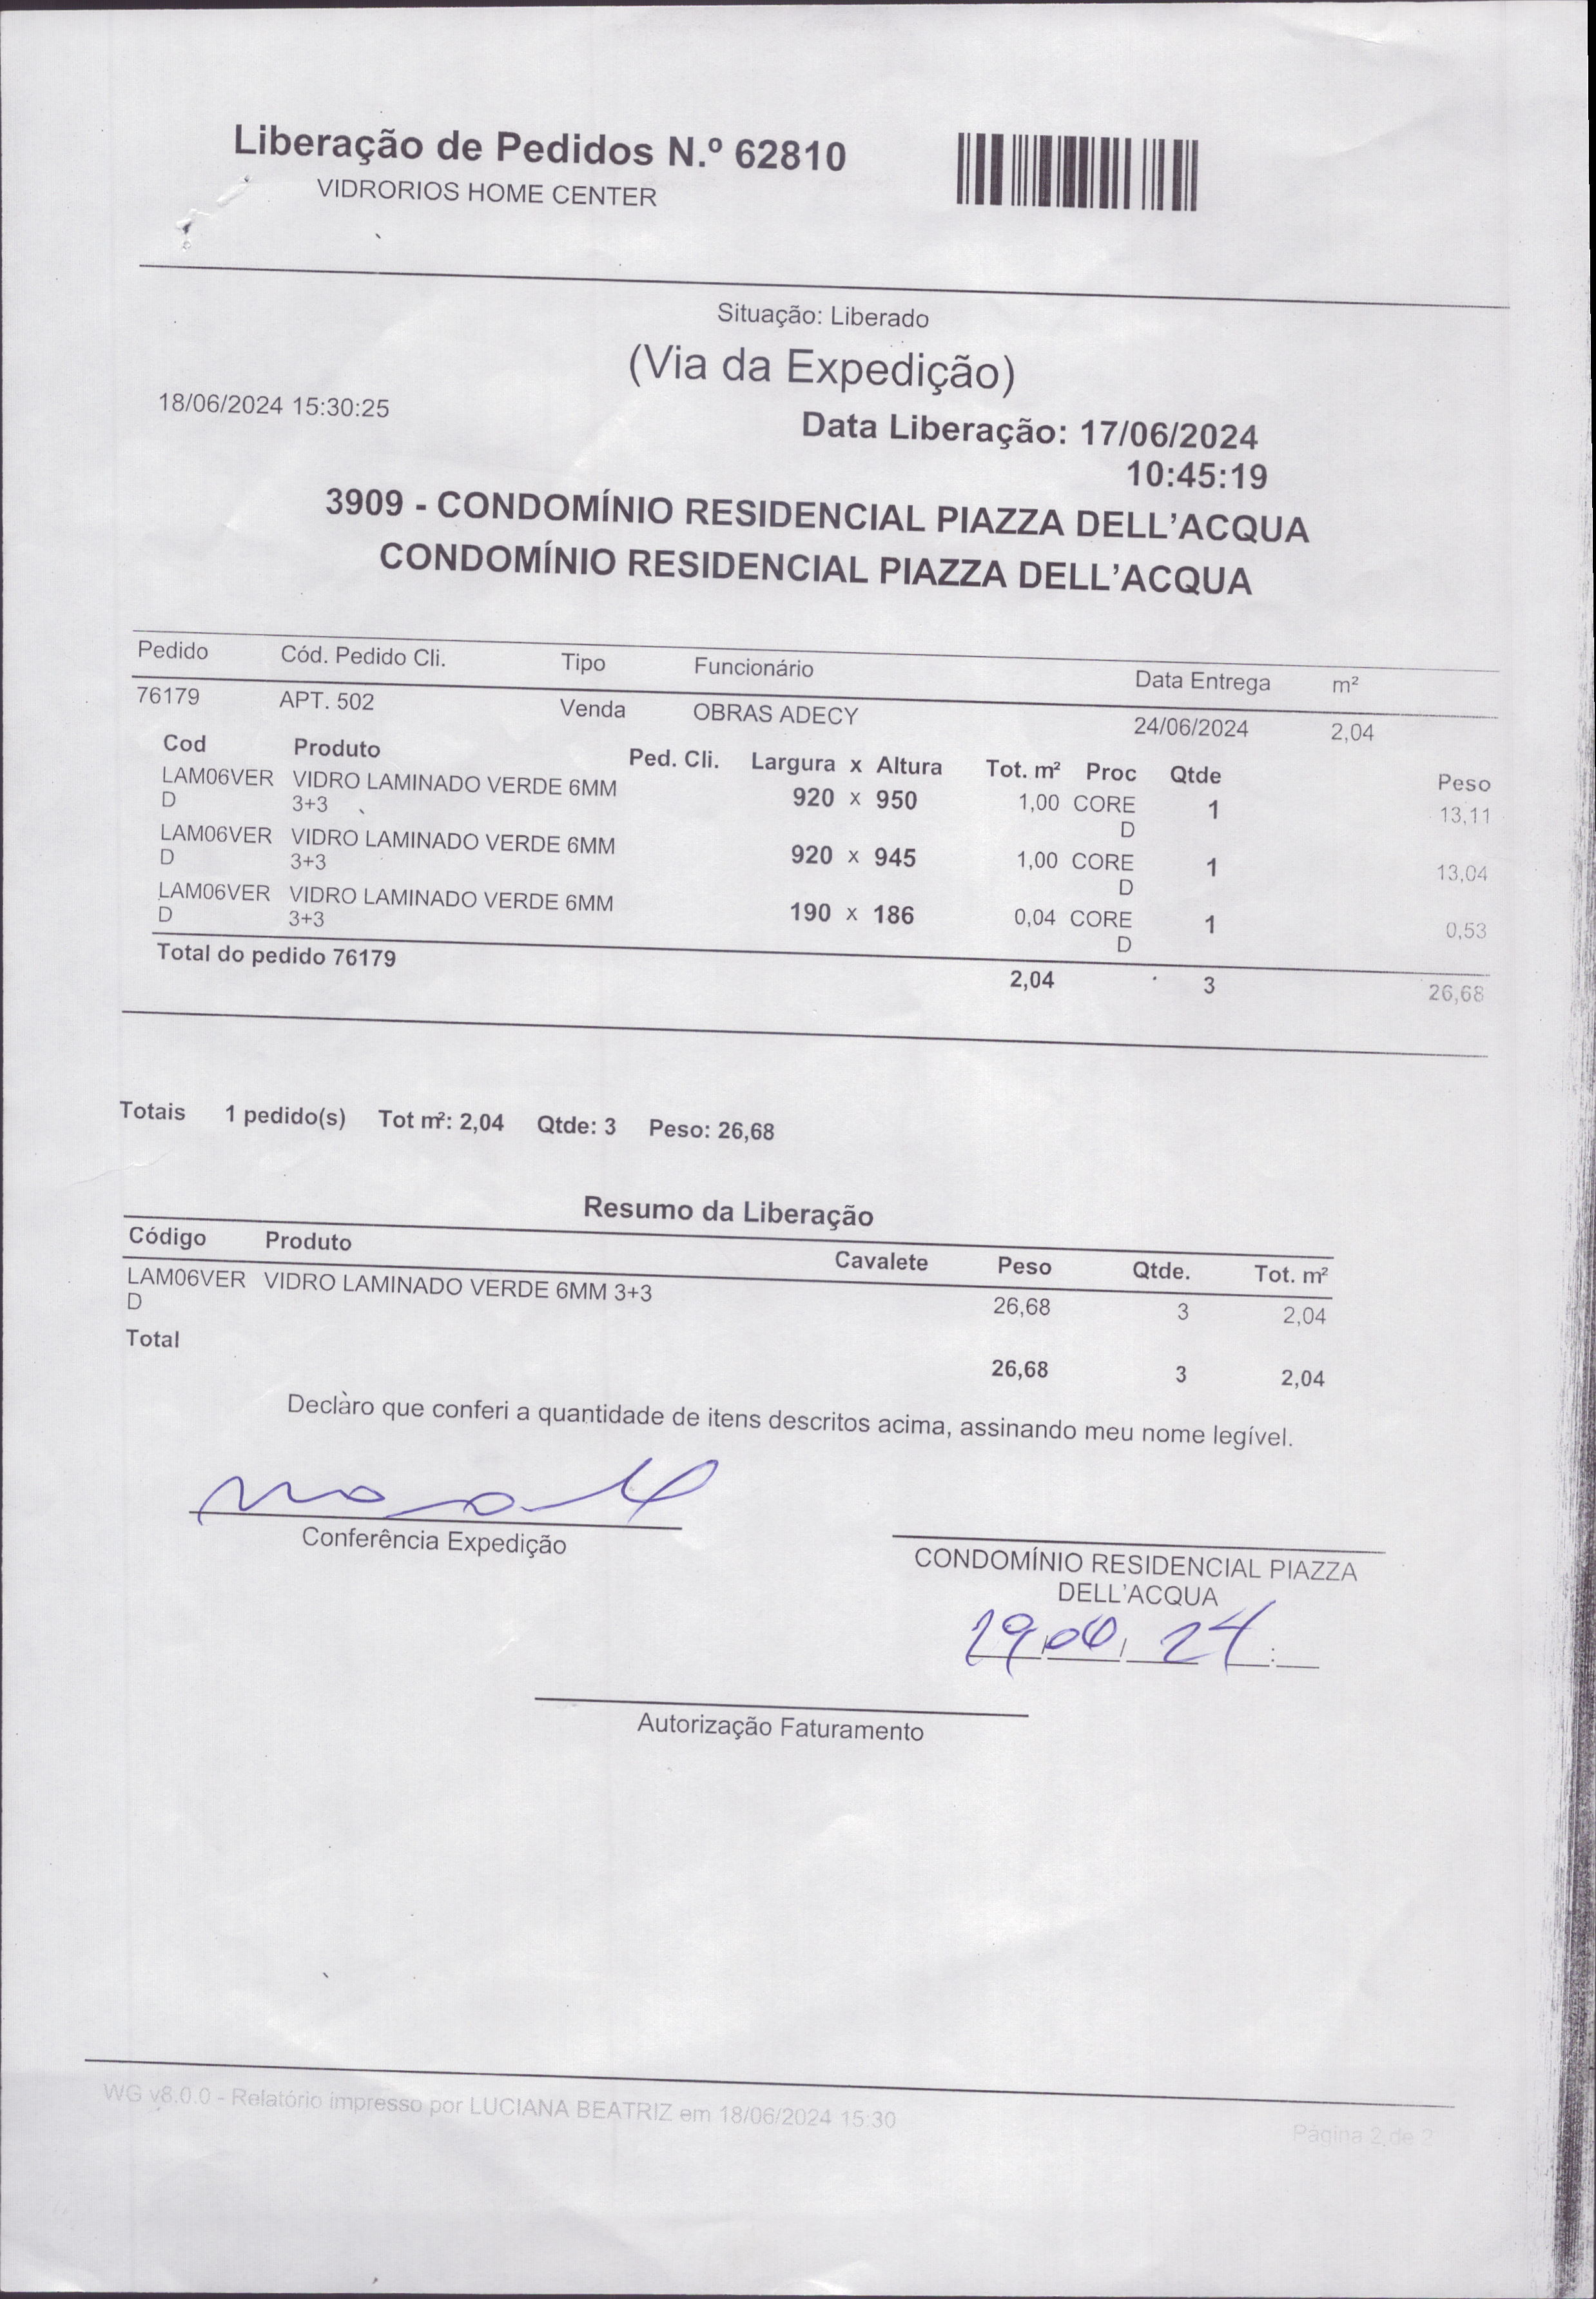 Liberação de Pedidos N.º 62810
VIDRORIOS HOME CENTER
Situação: Liberado
(Via da Expedição)
18/06/2024 15:30:25
Data Liberação: 17/06/2024
10:45:19
3909 - CONDOMÍNIO RESIDENCIAL PIAZZA DELL'ACQUA
CONDOMÍNIO RESIDENCIAL PIAZZA DELL'ACQUA
Pedido Cód. Pedido Cli. Tipo Funcionário Data Entrega m²
76179 APT. 502 Venda OBRAS ADECY 24/06/2024 2,04
Cod Produto Ped. Cli. Largura x Altura Tot. m² Proc Qtde Peso
LAM06VER VIDRO LAMINADO VERDE 6MM 920 x 950 1,00 CORE 1 13,11
D 3+3 D
LAM06VER VIDRO LAMINADO VERDE 6MM 920 x 945 1,00 CORE 1 13,04
D 3+3 D
LAM06VER VIDRO LAMINADO VERDE 6MM 190 x 186 0,04 CORE 1 0,53
D 3+3 D
Total do pedido 76179 2,04 3 26,68
Totais 1 pedido(s) Tot m²: 2,04 Qtde: 3 Peso: 26,68
Resumo da Liberação
Código Produto Cavalete Peso Qtde. Tot. m²
LAM06VER VIDRO LAMINADO VERDE 6MM 3+3 26,68 3 2,04
D
Total 26,68 3 2,04
Declaro que conferi a quantidade de itens descritos acima, assinando meu nome legível.
Conferência Expedição
CONDOMÍNIO RESIDENCIAL PIAZZA
DELL'ACQUA
/06/ 24 :
Autorização Faturamento
WG v8.0.0 - Relatório impresso por LUCIANA BEATRIZ em 18/06/2024 15:30
Página 2 de 2